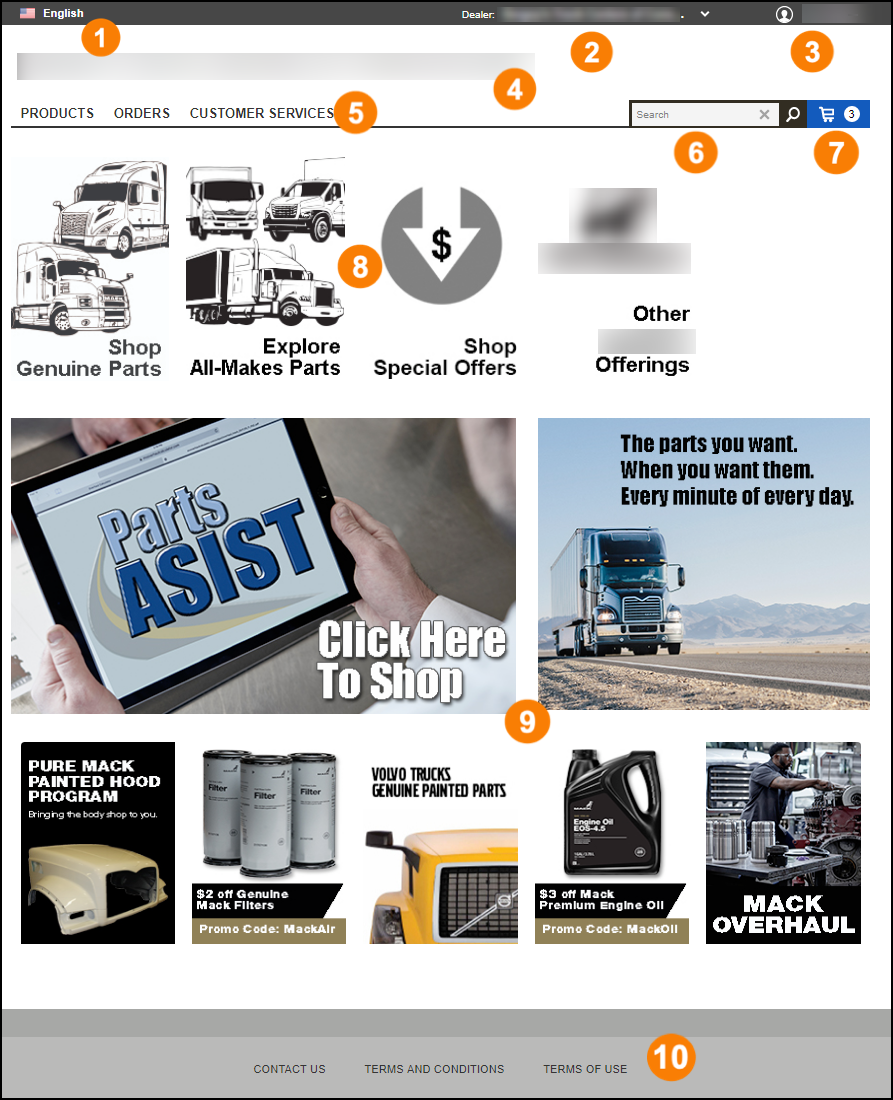 English
Dealer:
.
1
2
3
4
PRODUCTS ORDERS CUSTOMER SERVICES
5
Search
3
6
7
MACK
$
8
Shop
Genuine Parts
Explore
All-Makes Parts
Shop
Special Offers
Other
Offerings
Parts
ASIST
Click Here
To Shop
The parts you want.
When you want them.
Every minute of every day.
9
PURE MACK
PAINTED HOOD
PROGRAM
Bringing the body shop to you.
Filter
Filter
Filter
$2 off Genuine
Mack Filters
Promo Code: MackAir
VOLVO TRUCKS
GENUINE PAINTED PARTS
MACK
Engine Oil
EOS-4.5
$3 off Mack
Premium Engine Oil
Promo Code: MackOil
MACK
OVERHAUL
CONTACT US
TERMS AND CONDITIONS
TERMS OF USE
10